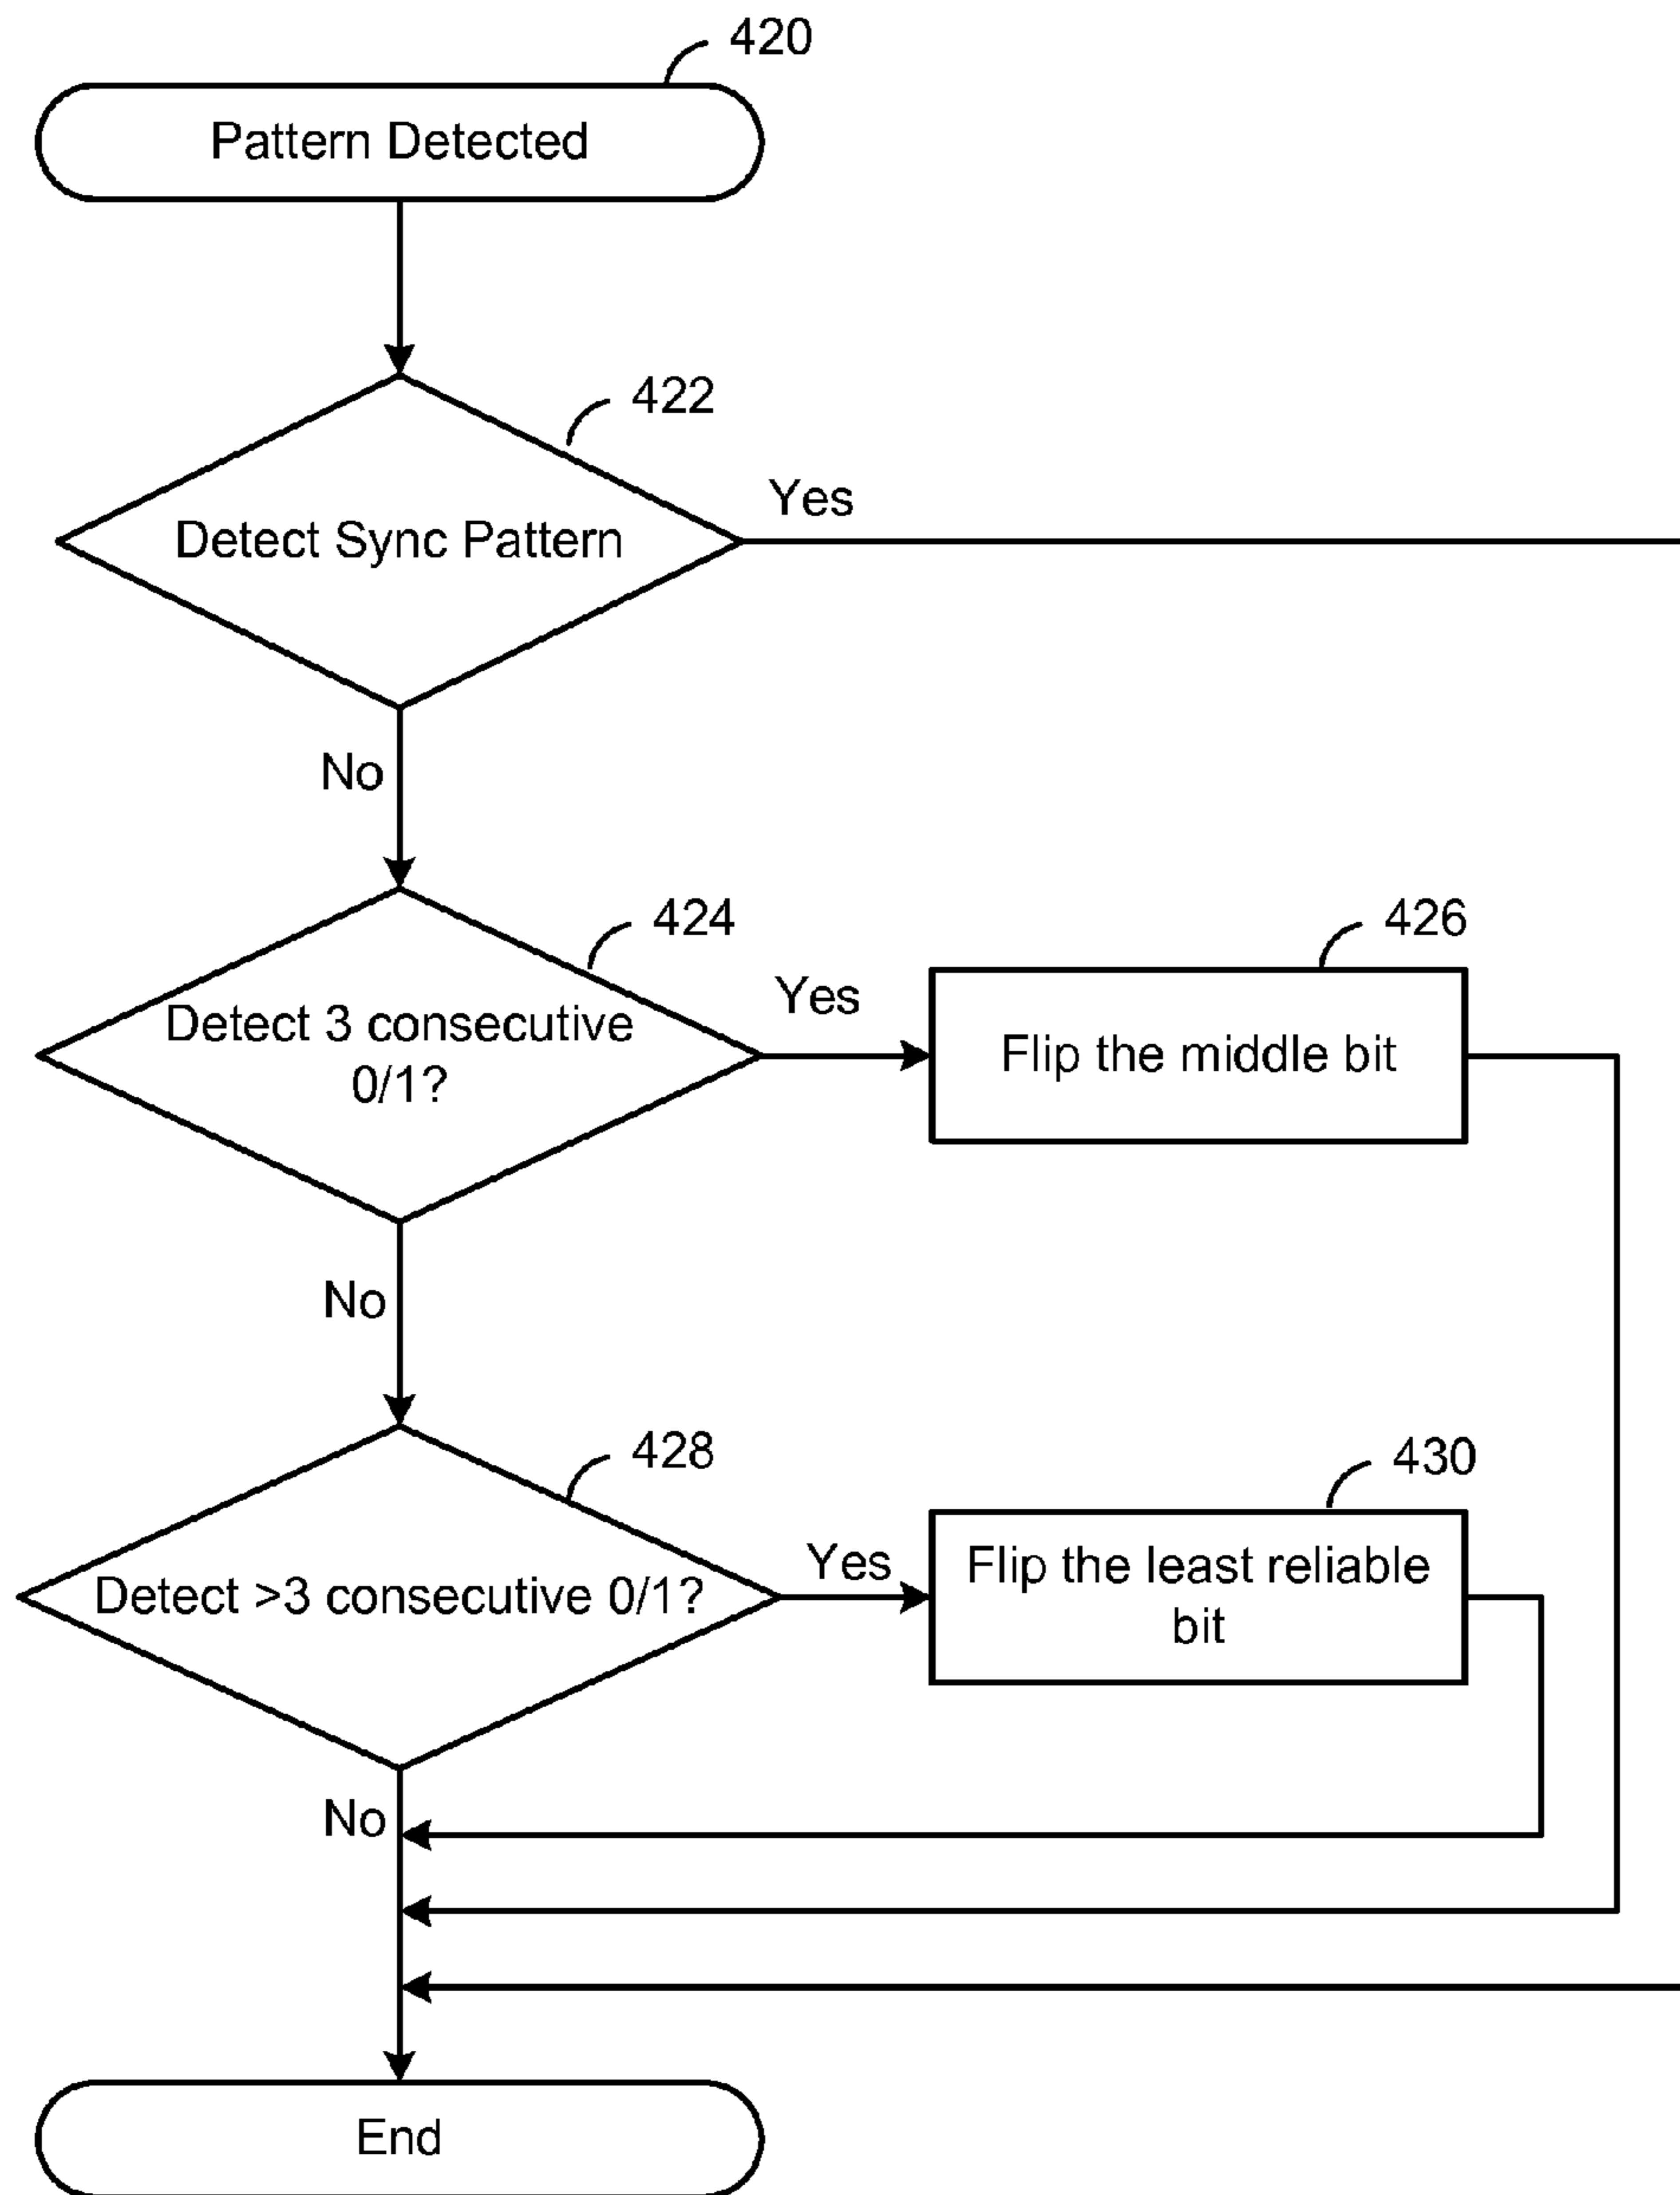 420
Pattern Detected
422
Yes
Detect Sync Pattern
No
424
426
Yes
Detect 3 consecutive
0/1?
Flip the middle bit
No
428
430
Yes
Detect >3 consecutive 0/1?
Flip the least reliable
bit
No
End